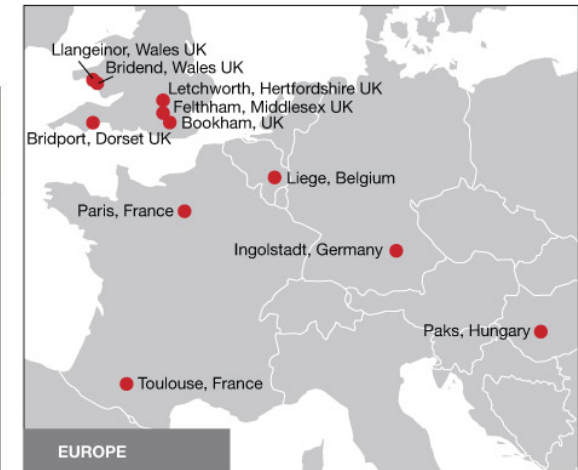 Llangeinor, Wales UK
Bridend, Wales UK
Letchworth, Hertfordshire UK
Felthham, Middlesex UK
Bookham, UK
Bridport, Dorset UK
Liege, Belgium
Paris, France
Ingolstadt, Germany
Paks, Hungary
Toulouse, France
EUROPE